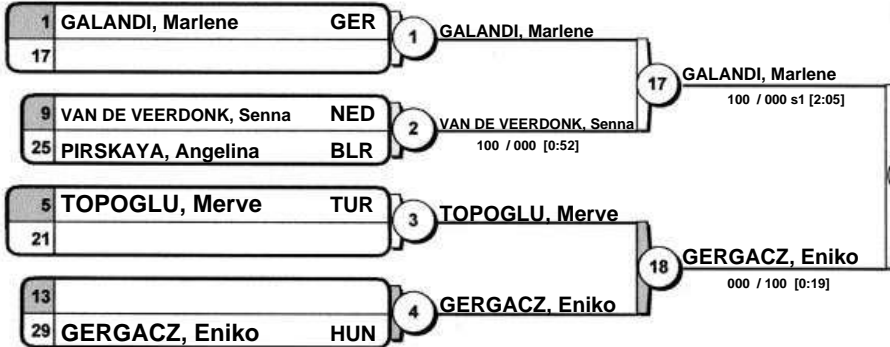 1 GALANDI, Marlene GER
17
1
GALANDI, Marlene
9 VAN DE VEERDONK, Senna NED
25 PIRSKAYA, Angelina BLR
2
VAN DE VEERDONK, Senna
100 / 000 [0:52]
17
GALANDI, Marlene
100 / 000 s1 [2:05]
5 TOPOGLU, Merve TUR
21
3
TOPOGLU, Merve
13
29 GERGACZ, Eniko HUN
4
GERGACZ, Eniko
18
GERGACZ, Eniko
000 / 100 [0:19]